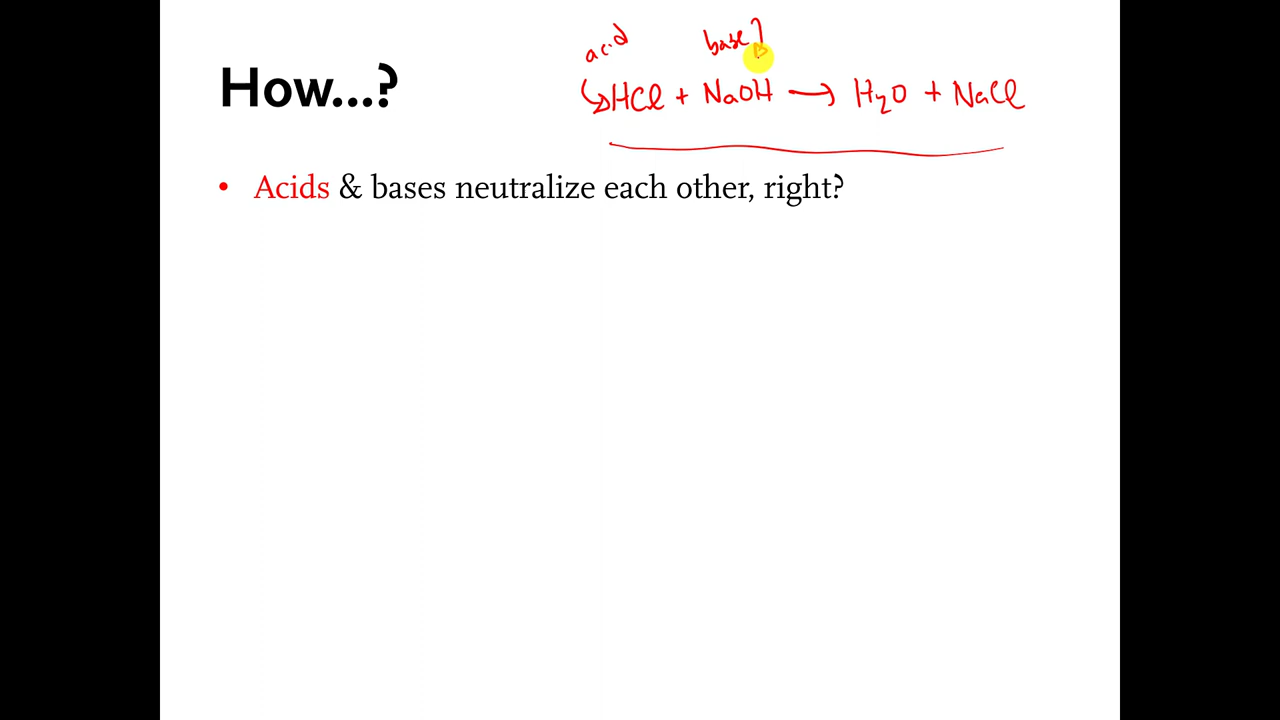 acid base
How...?
HCl + NaOH → H₂O + NaCl
• Acids & bases neutralize each other, right?